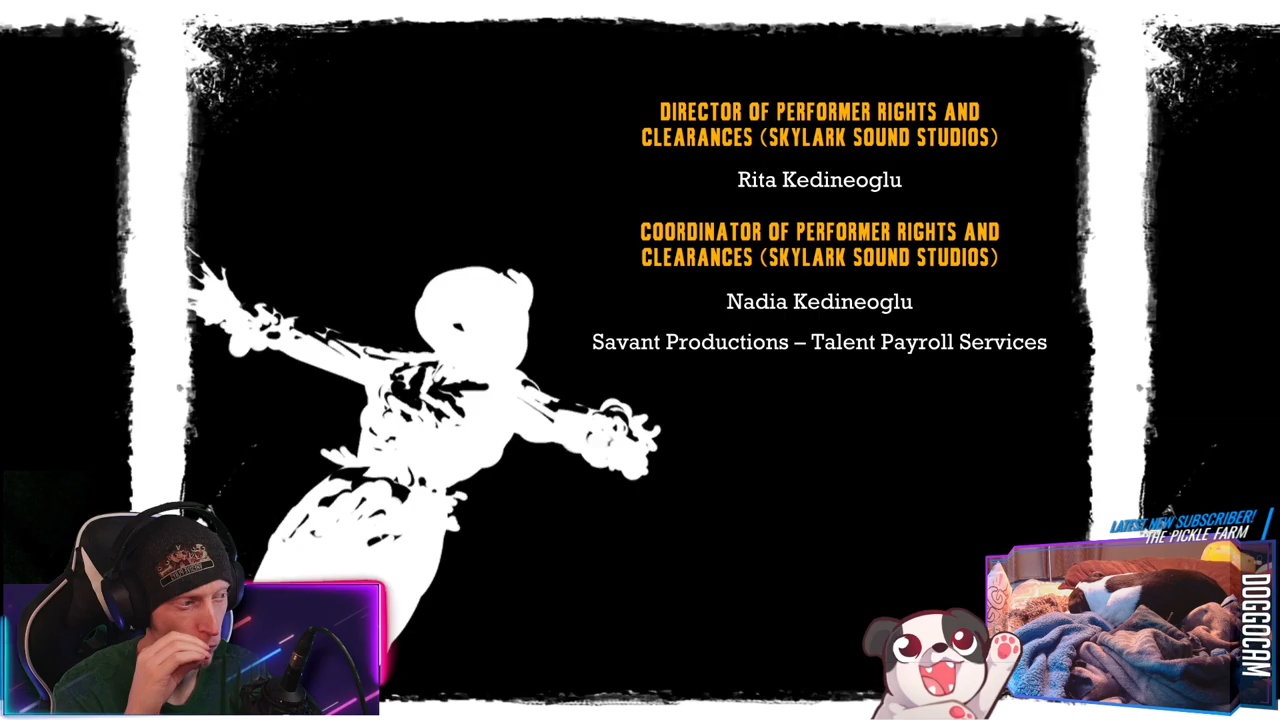 DIRECTOR OF PERFORMER RIGHTS AND
CLEARANCES (SKYLARK SOUND STUDIOS)
Rita Kedineoglu
COORDINATOR OF PERFORMER RIGHTS AND
CLEARANCES (SKYLARK SOUND STUDIOS)
Nadia Kedineoglu
Savant Productions – Talent Payroll Services
LATEST NEW SUBSCRIBER!
THE PICKLE FARM
DOGGOCAM